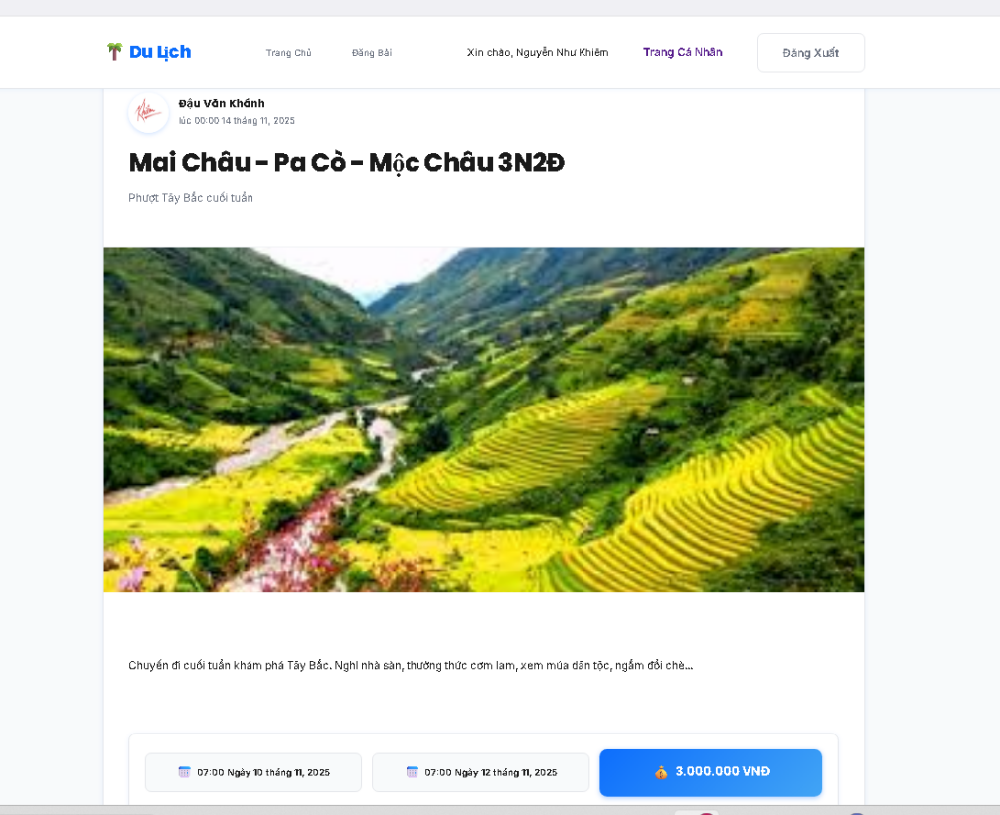 Du Lịch
Trang Chủ
Đăng Bài
Xin chào, Nguyễn Như Khiêm
Trang Cá Nhân
Đăng Xuất
Đậu Văn Khánh
lúc 00:00 14 tháng 11, 2025
Mai Châu - Pa Cò - Mộc Châu 3N2Đ
Phượt Tây Bắc cuối tuần
Chuyến đi cuối tuần khám phá Tây Bắc. Nghỉ nhà sàn, thưởng thức cơm lam, xem múa dân tộc, ngắm đồi chè...
07:00 Ngày 10 tháng 11, 2025
07:00 Ngày 12 tháng 11, 2025
3.000.000 VNĐ